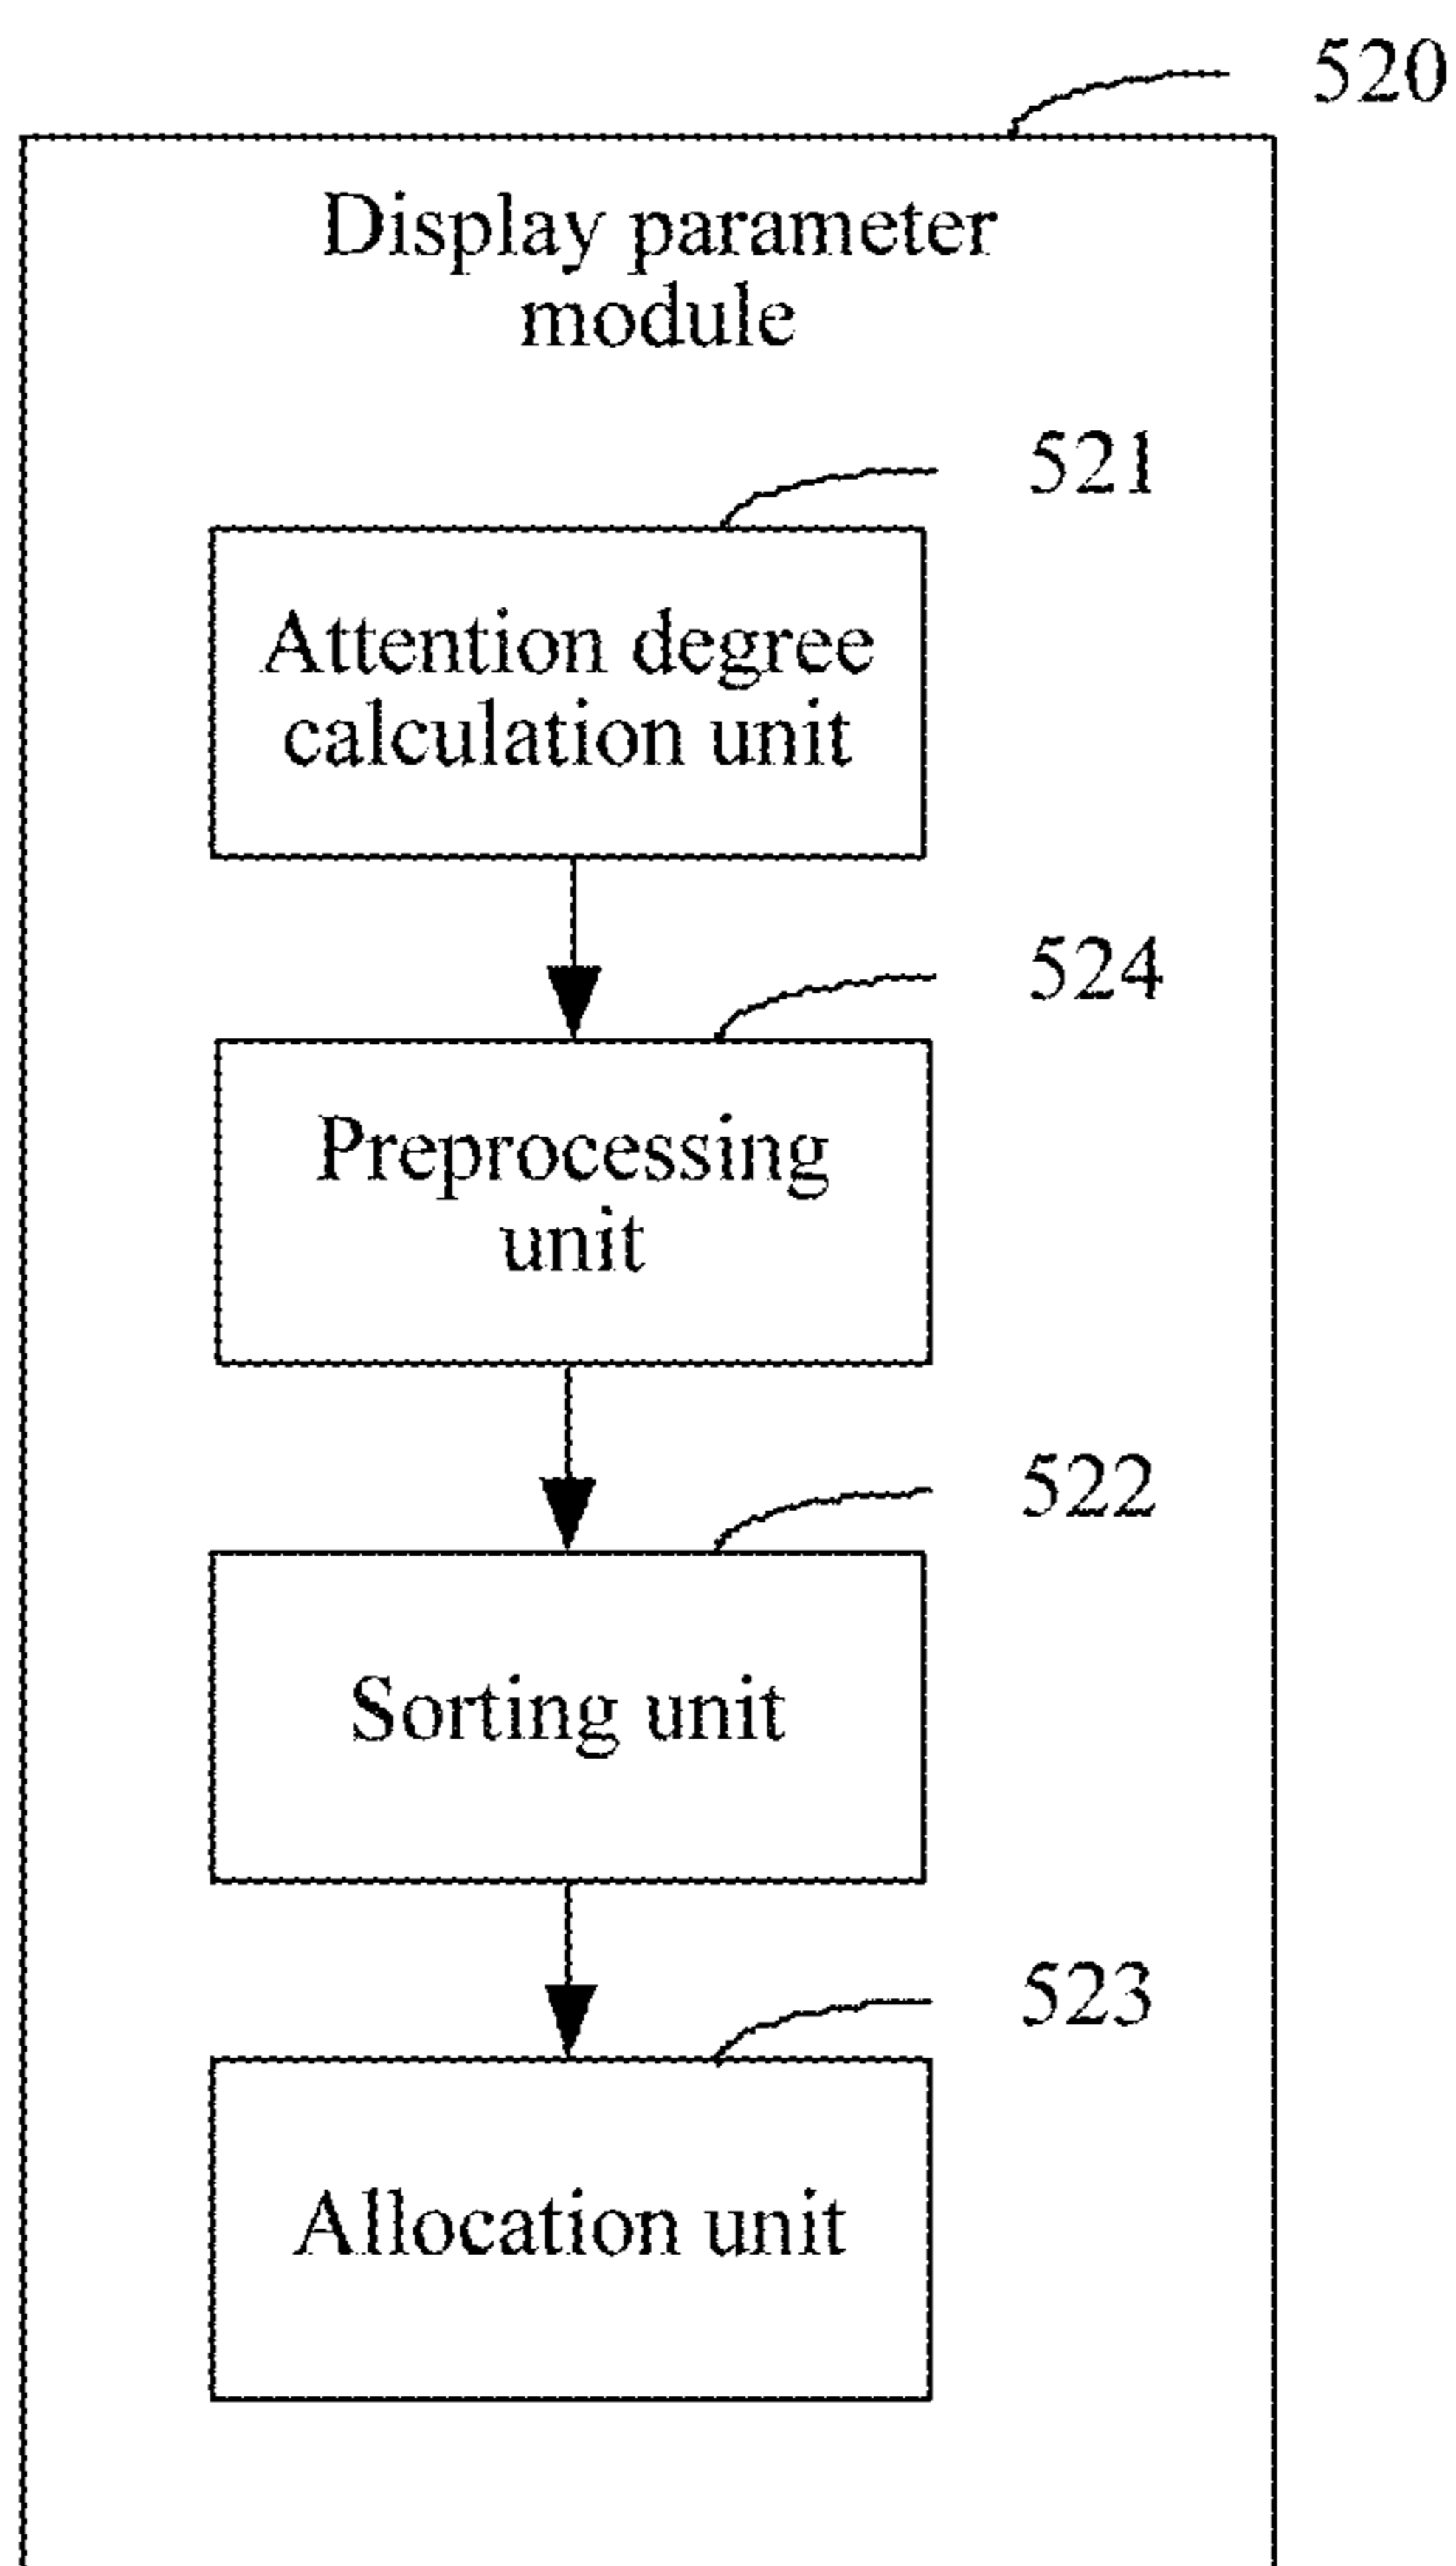 520
Display parameter
module
521
Attention degree
calculation unit
524
Preprocessing
unit
522
Sorting unit
523
Allocation unit